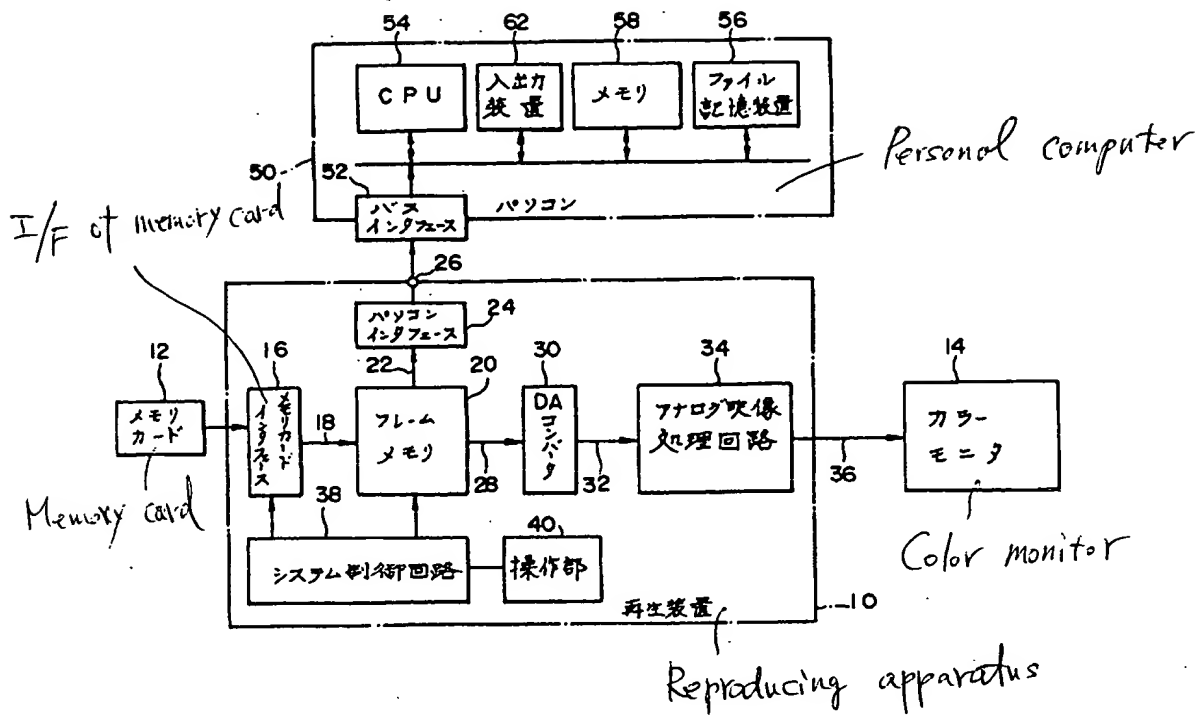 54
62
58
56
CPU
入出力
装置
メモリ
ファイル
記憶装置
Personal computer
50
52
バス
インタフェース
パソコン
I/F of memory card
26
パソコン
インタフェース
24
12
16
22
20
30
34
14
メモリ
カード
メモリカード
インタフェース
18
フレーム
メモリ
28
DA
コンバータ
32
アナログ映像
処理回路
36
カラー
モニタ
Memory card
38
40
Color monitor
システム制御回路
操作部
再生装置
10
Reproducing apparatus